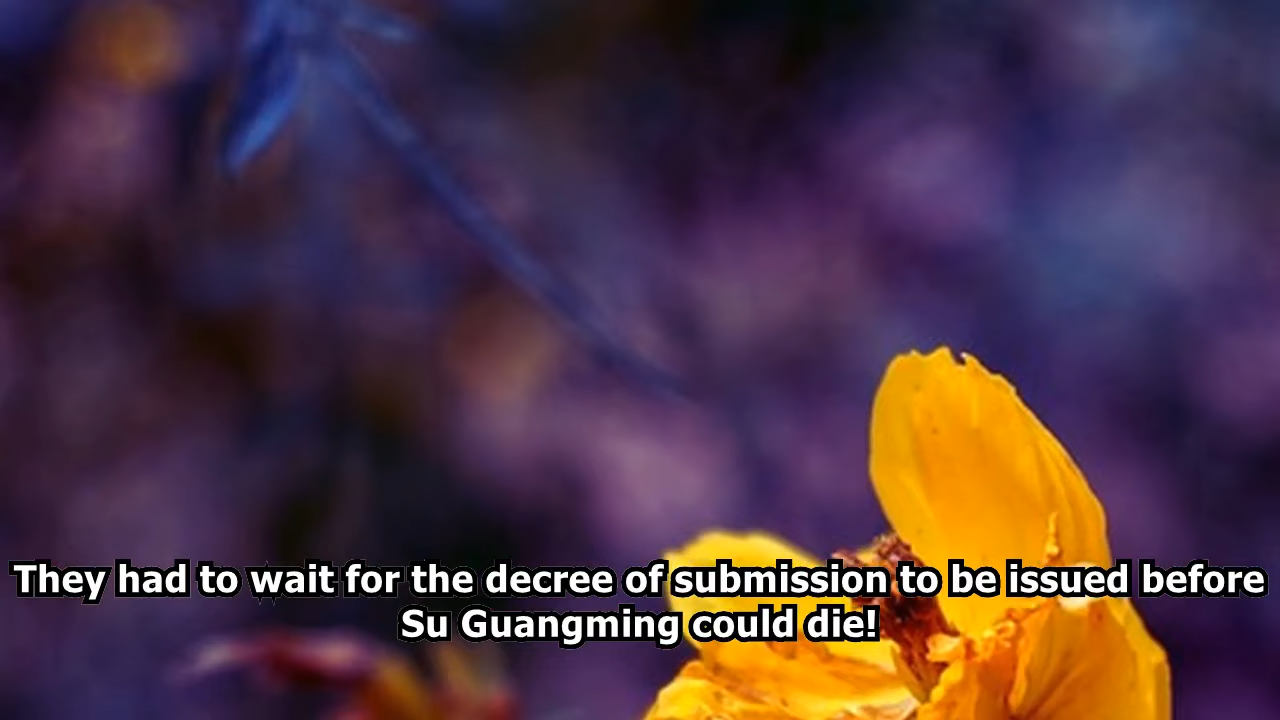 They had to wait for the decree of submission to be issued before
Su Guangming could die!